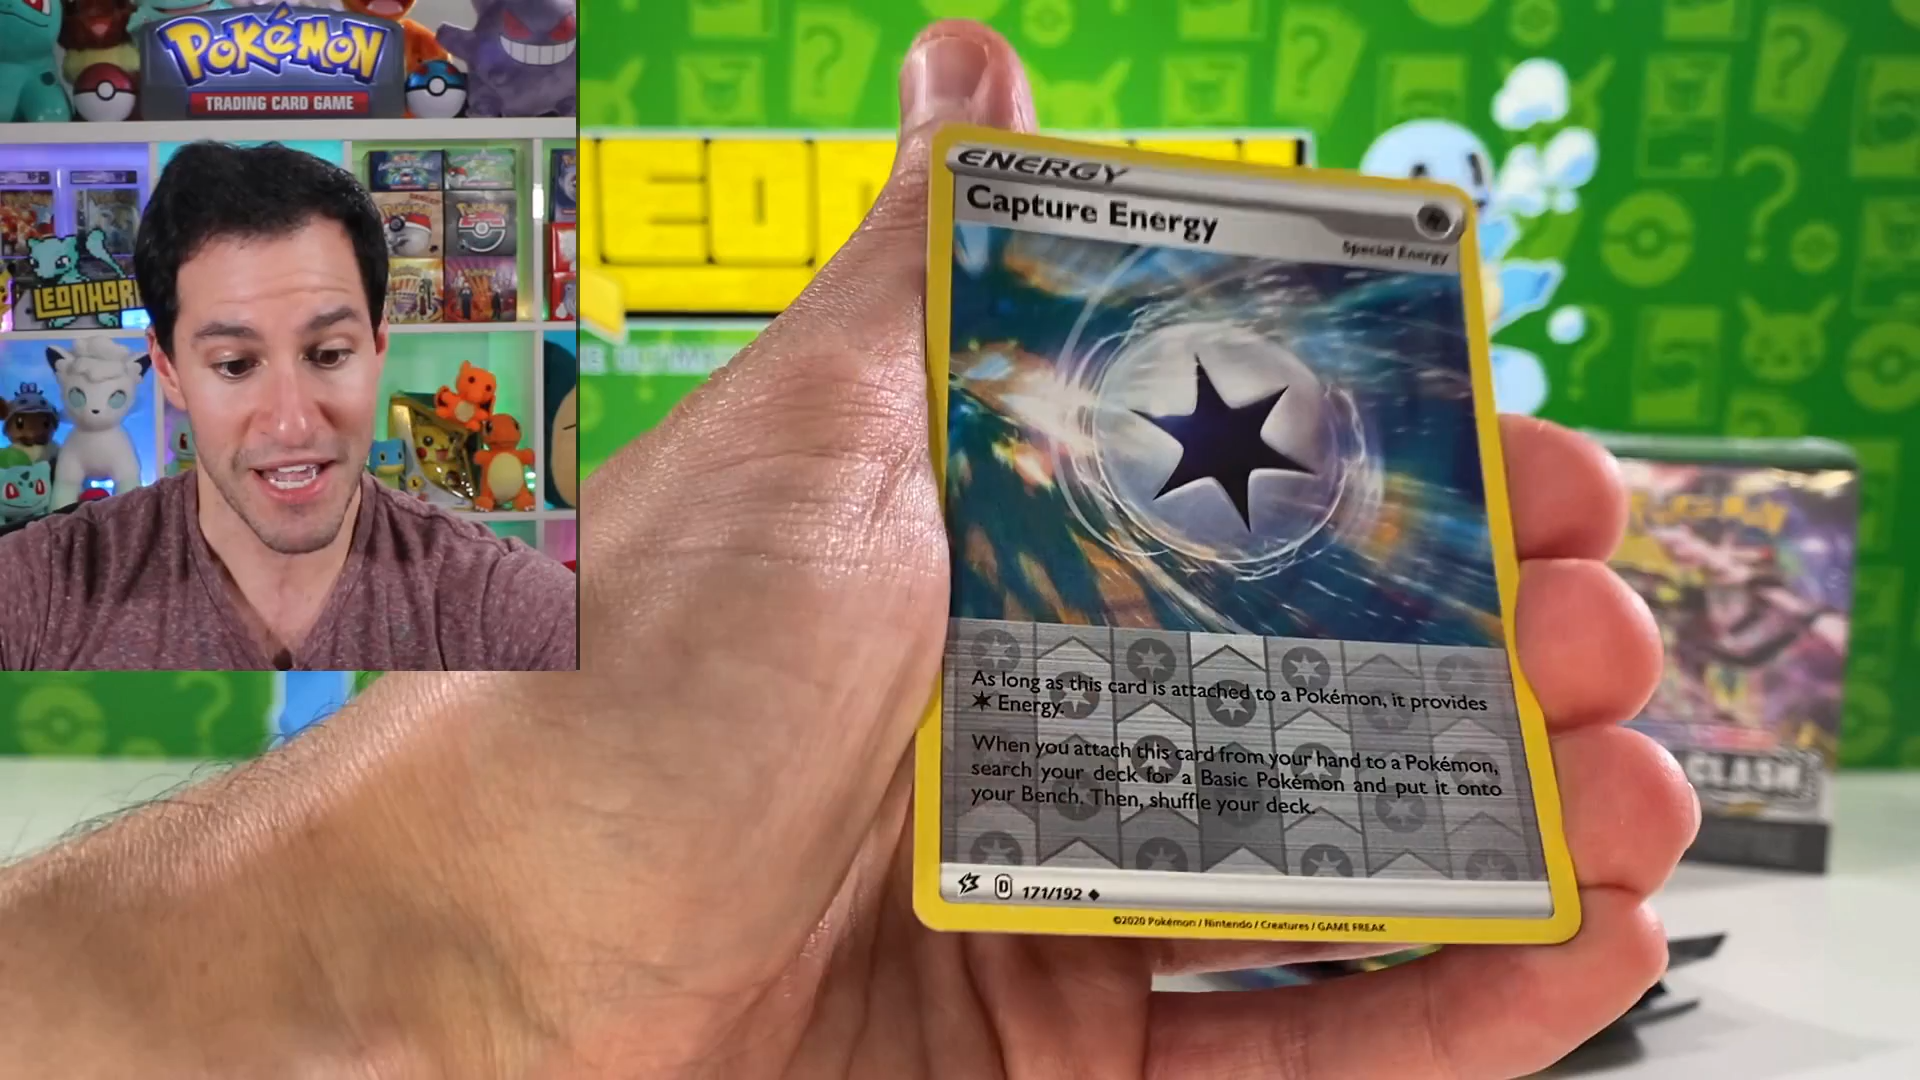 POKÉMON
TRADING CARD GAME
LEONHAR
ENERGY
Capture Energy
Special Energy
As long as this card is attached to a Pokémon, it provides
Energy.
When you attach this card from your hand to a Pokémon,
search your deck for a Basic Pokémon and put it onto
your Bench. Then, shuffle your deck.
D 171/192
©2020 Pokémon / Nintendo / Creatures / GAME FREAK
POKÉMON
CLASH